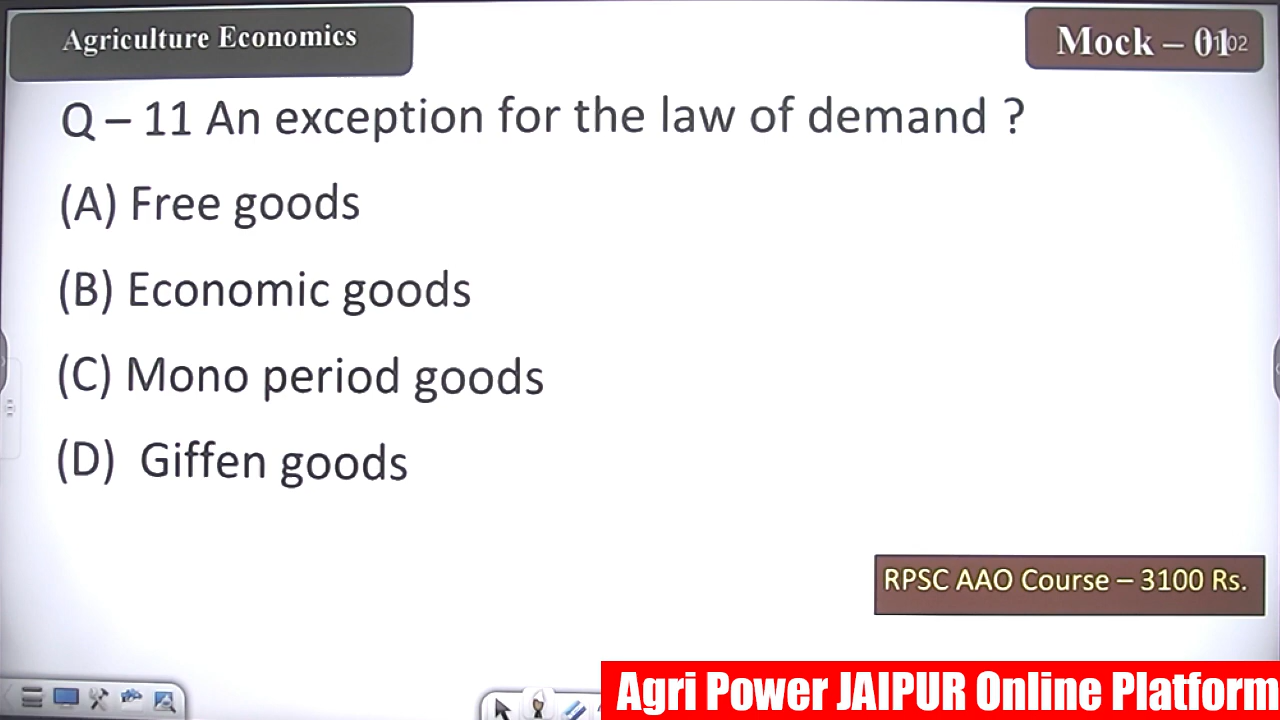 Agriculture Economics
Mock – 01
Q – 11 An exception for the law of demand ?
(A) Free goods
(B) Economic goods
(C) Mono period goods
(D) Giffen goods
RPSC AAO Course – 3100 Rs.
Agri Power JAIPUR Online Platform